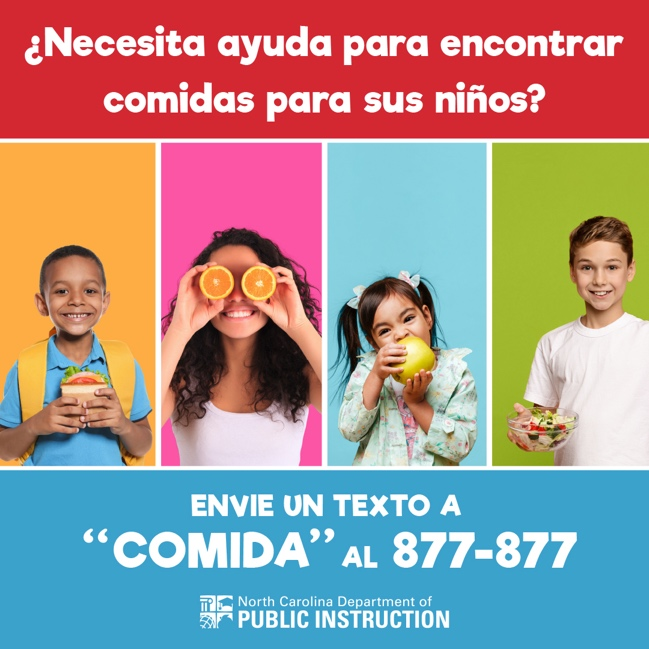 ¿Necesita ayuda para encontrar
comidas para sus niños?
ENVIE UN TEXTO A
“COMIDA” AL 877-877
North Carolina Department of
PUBLIC INSTRUCTION